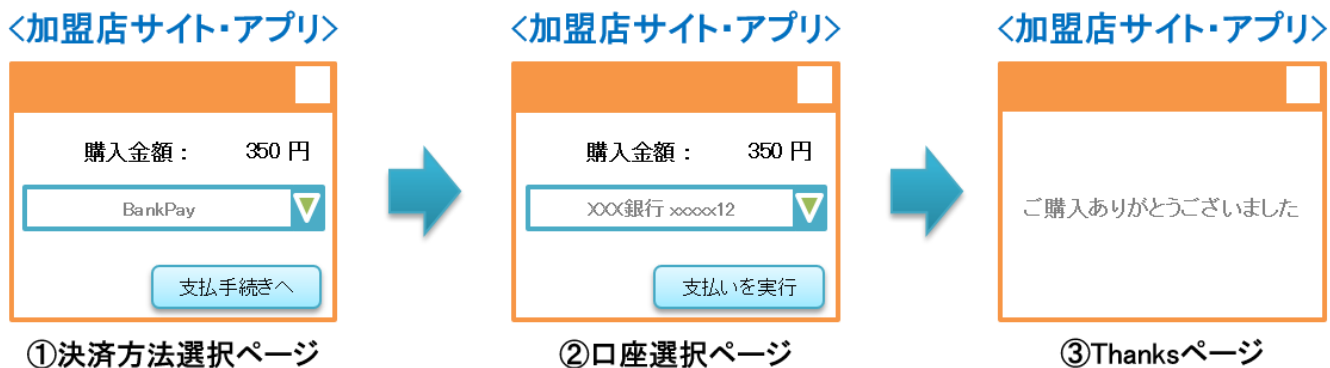 <加盟店サイト・アプリ>
購入金額： 350 円
BankPay
支払手続きへ
①決済方法選択ページ
<加盟店サイト・アプリ>
購入金額： 350 円
XXX銀行 xxxxx12
支払いを実行
②口座選択ページ
<加盟店サイト・アプリ>
ご購入ありがとうございました
③Thanksページ